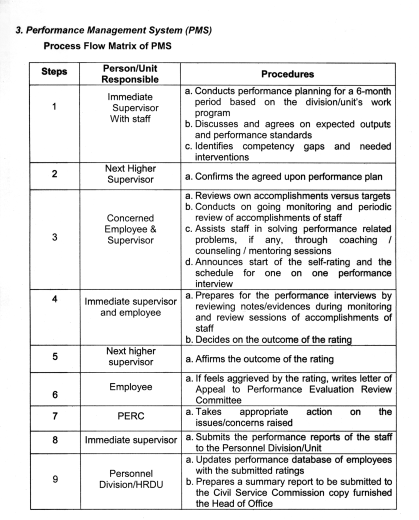 3. Performance Management System (PMS)
Process Flow Matrix of PMS
Steps
Person/Unit
Responsible
Procedures
1
Immediate
Supervisor
With staff
a. Conducts performance planning for a 6-month
period based on the division/unit's work
program
b. Discusses and agrees on expected outputs
and performance standards
c. Identifies competency gaps and needed
interventions
2
Next Higher
Supervisor
a. Confirms the agreed upon performance plan
3
Concerned
Employee &
Supervisor
a. Reviews own accomplishments versus targets
b. Conducts on going monitoring and periodic
review of accomplishments of staff
c. Assists staff in solving performance related
problems, if any, through coaching /
counseling / mentoring sessions
d. Announces start of the self-rating and the
schedule for one on one performance
interview
4
Immediate supervisor
and employee
a. Prepares for the performance interviews by
reviewing notes/evidences during monitoring
and review sessions of accomplishments of
staff
b. Decides on the outcome of the rating
5
Next higher
supervisor
a. Affirms the outcome of the rating
6
Employee
a. If feels aggrieved by the rating, writes letter of
Appeal to Performance Evaluation Review
Committee
7
PERC
a. Takes appropriate action on the
issues/concerns raised
8
Immediate supervisor
a. Submits the performance reports of the staff
to the Personnel Division/Unit
9
Personnel
Division/HRDU
a. Updates performance database of employees
with the submitted ratings
b. Prepares a summary report to be submitted to
the Civil Service Commission copy furnished
the Head of Office